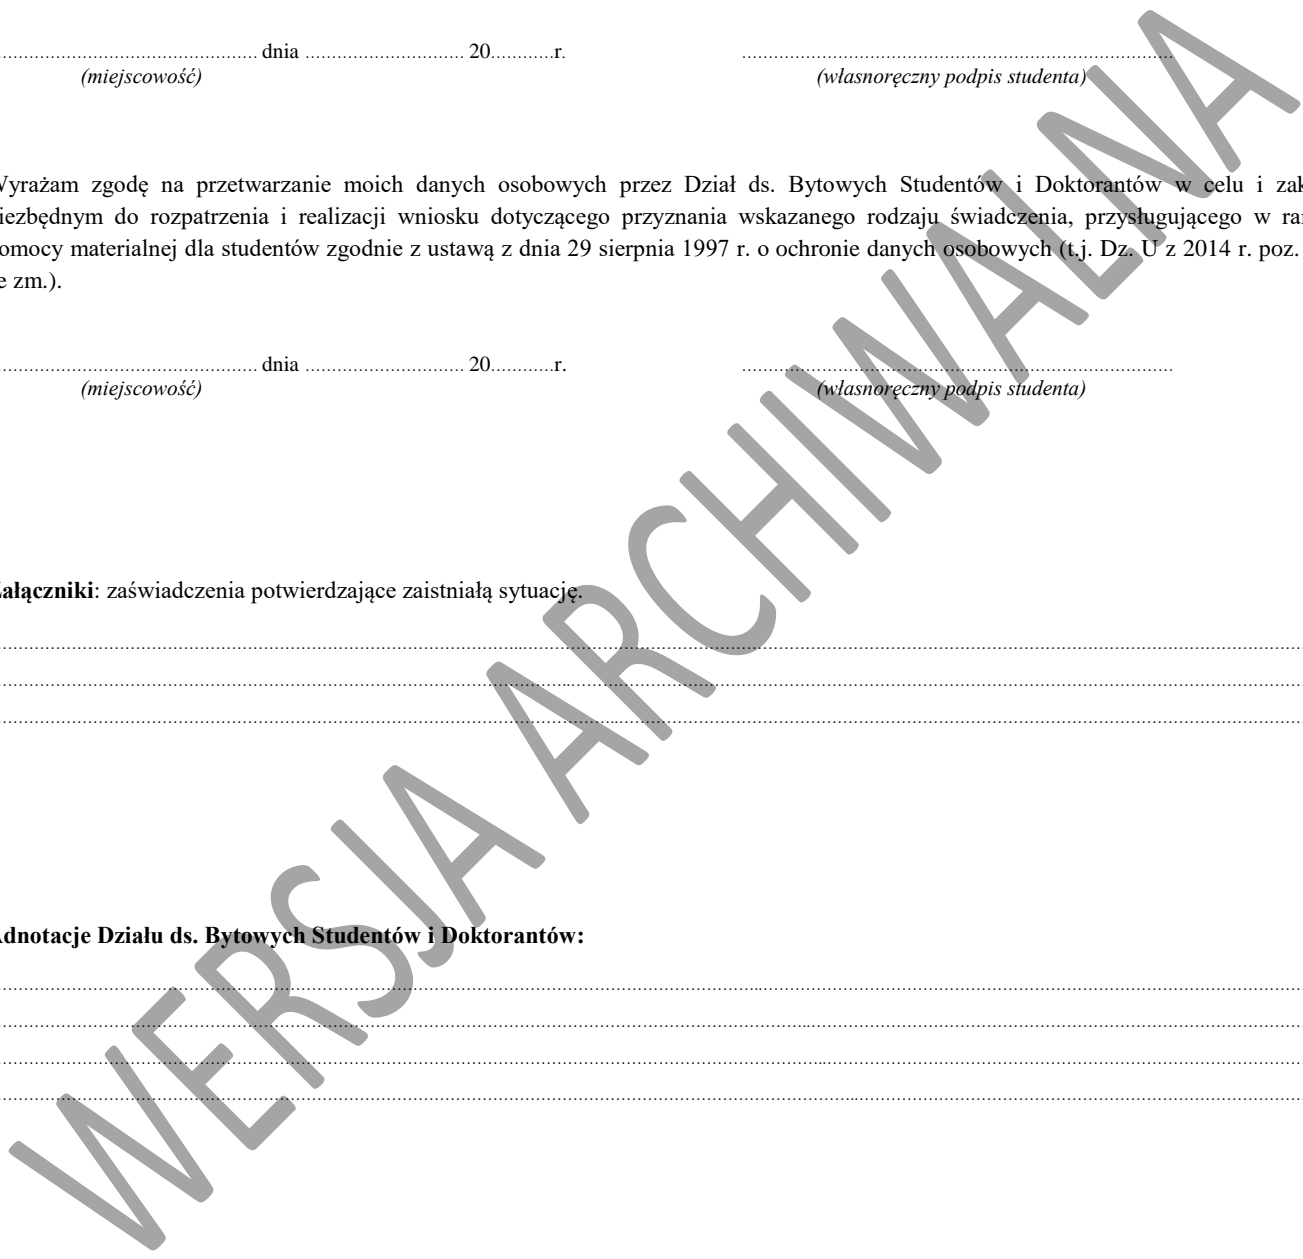 ........................................ dnia ............................ 20...........r. ............................................................................
(miejscowość) (własnoręczny podpis studenta)
Wyrażam zgodę na przetwarzanie moich danych osobowych przez Dział ds. Bytowych Studentów i Doktorantów w celu i
niezbędnym do rozpatrzenia i realizacji wniosku dotyczącego przyznania wskazanego rodzaju świadczenia, przysługującego w
pomocy materialnej dla studentów zgodnie z ustawą z dnia 29 sierpnia 1997 r. o ochronie danych osobowych (t.j. Dz. U z 2014 r. poz.
ze zm.).
........................................ dnia ............................ 20...........r. ............................................................................
(miejscowość) (własnoręczny podpis studenta)
Załączniki: zaświadczenia potwierdzające zaistniałą sytuację.
Adnotacje Działu ds. Bytowych Studentów i Doktorantów:
WERSJA ARCHIWALNA